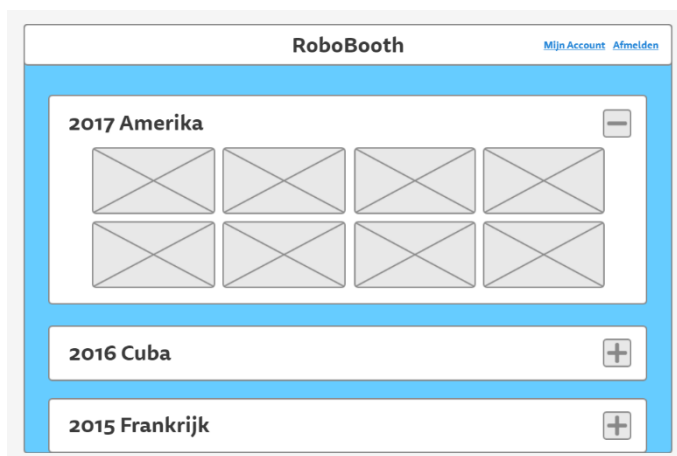 RoboBooth
Mijn Account Afmelden
2017 Amerika
2016 Cuba
2015 Frankrijk